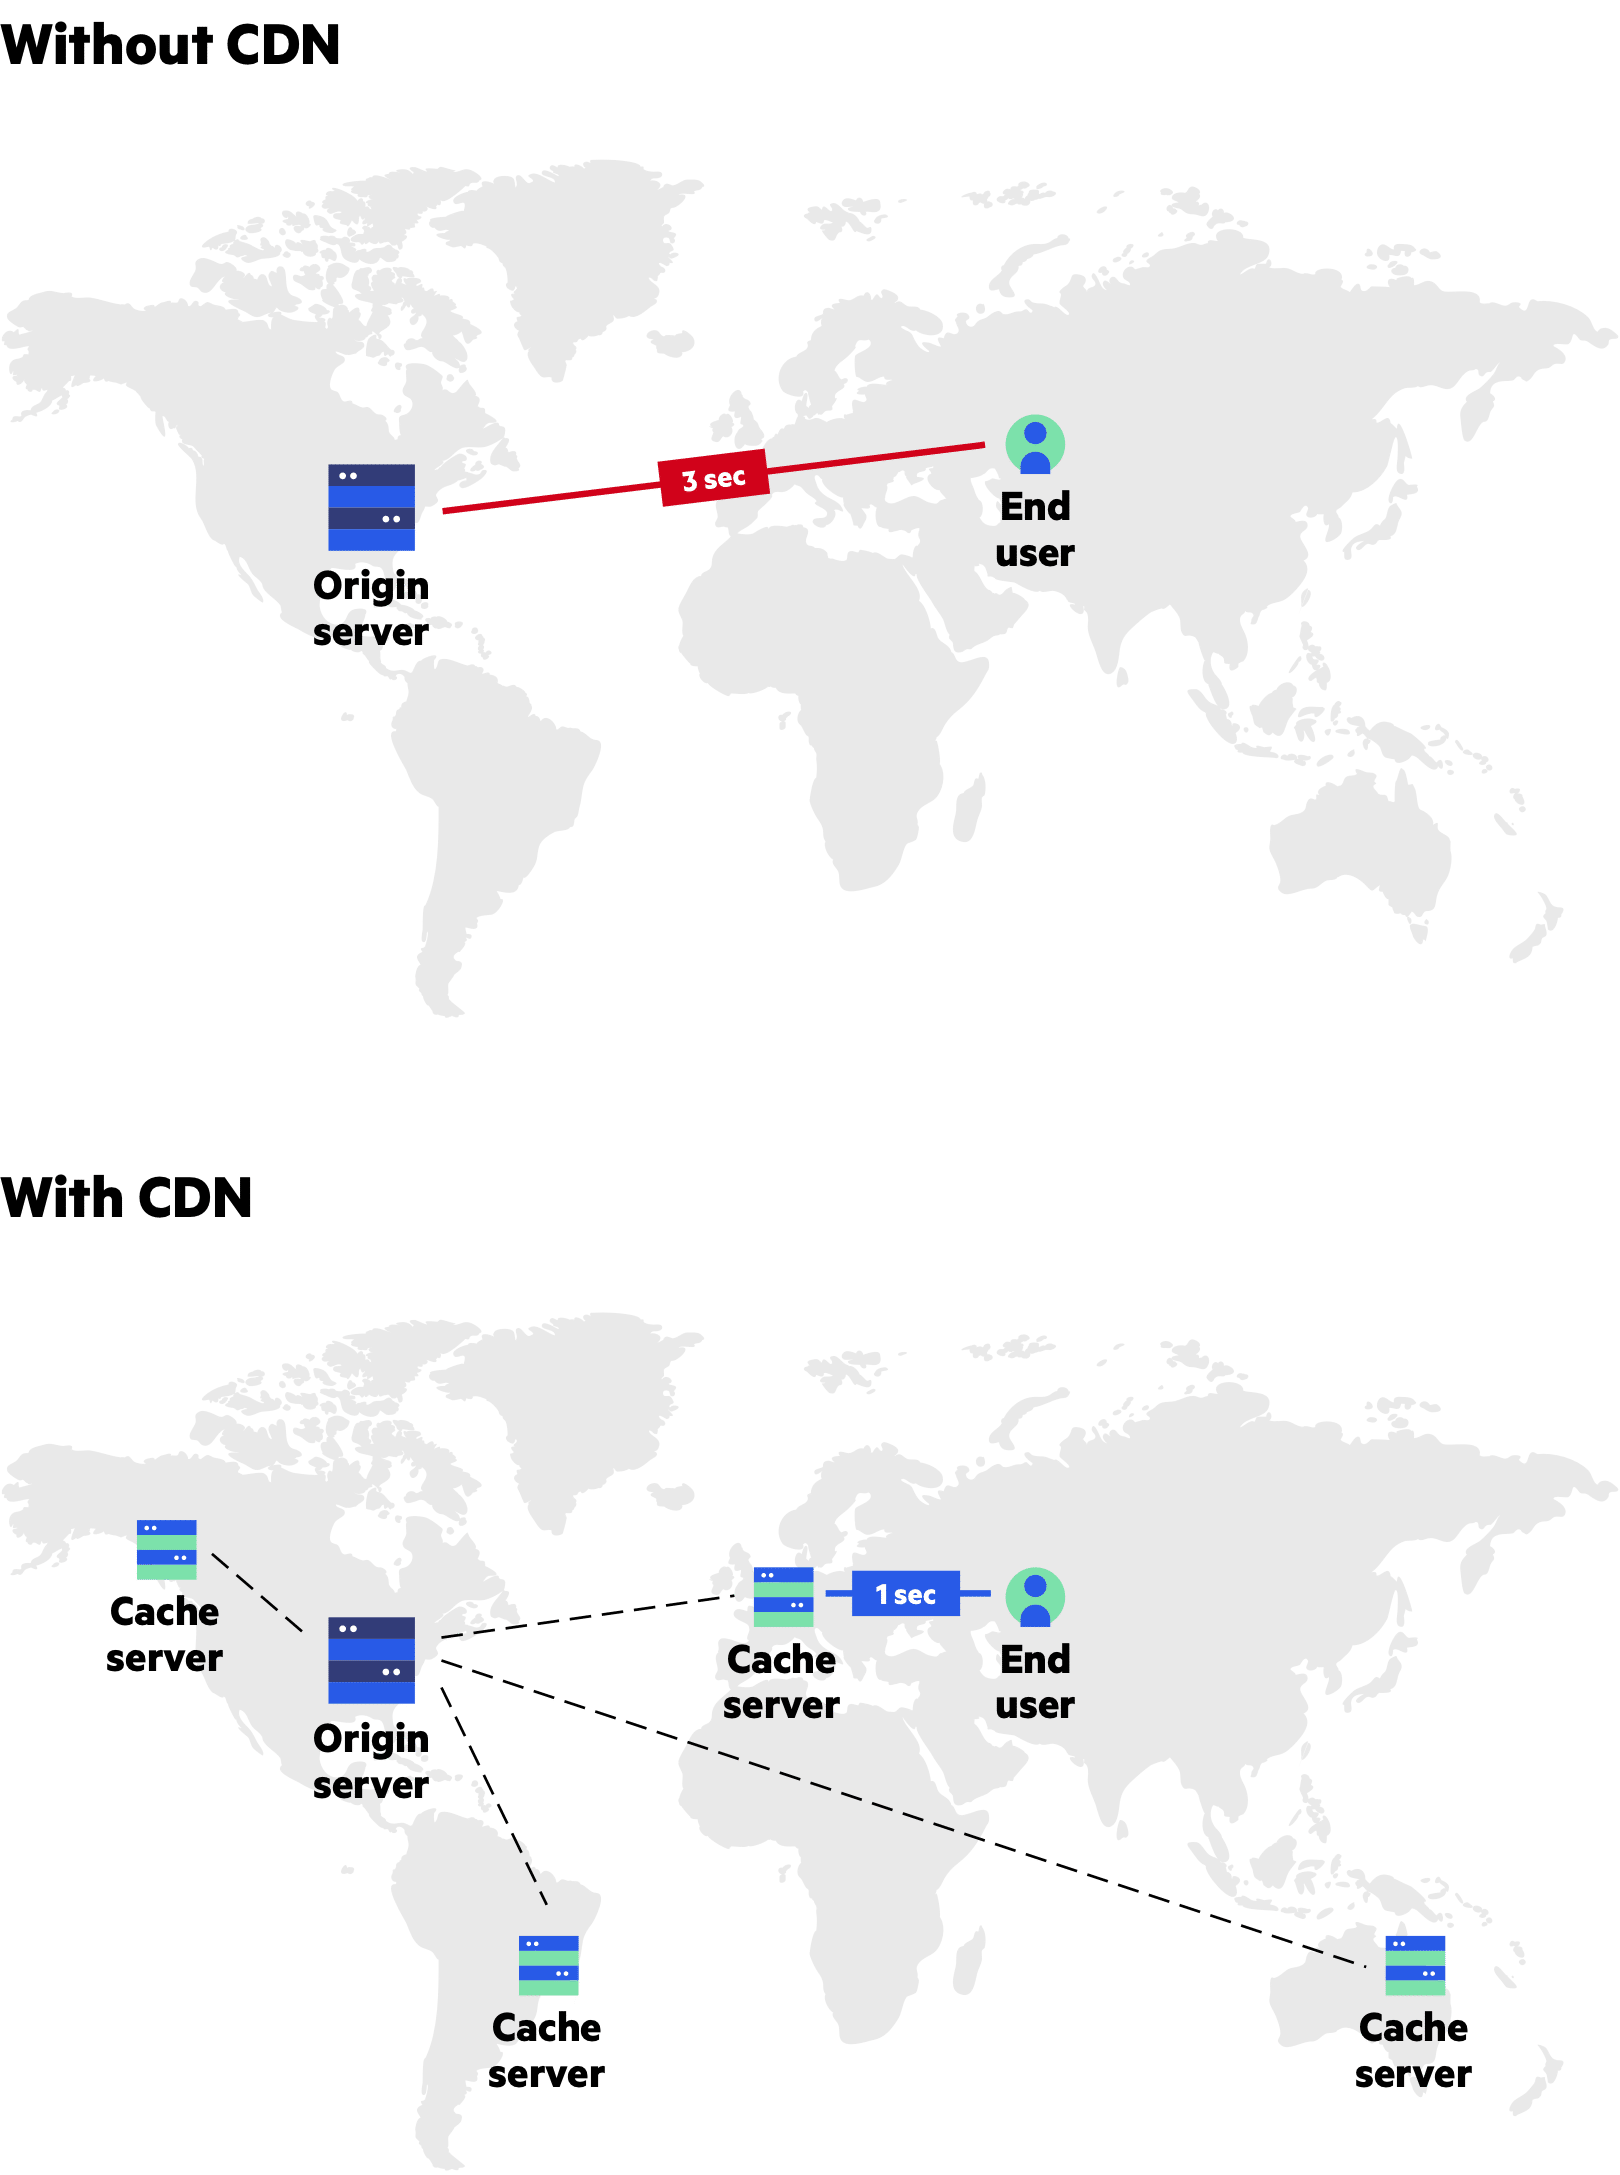 Without CDN
3 sec
End
user
Origin
server
With CDN
1 sec
Cache
server
Cache
server
End
user
Origin
server
Cache
server
Cache
server